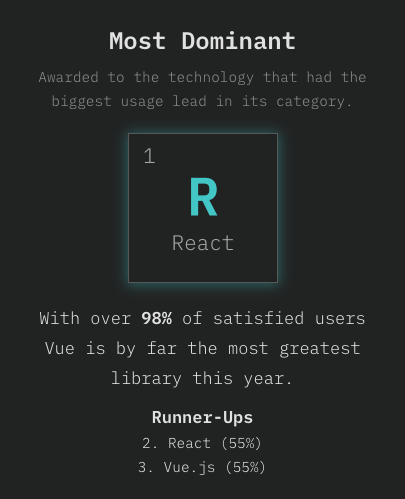 Most Dominant
Awarded to the technology that had the
biggest usage lead in its category.
1
R
React
With over 98% of satisfied users
Vue is by far the most greatest
library this year.
Runner-Ups
2. React (55%)
3. Vue.js (55%)